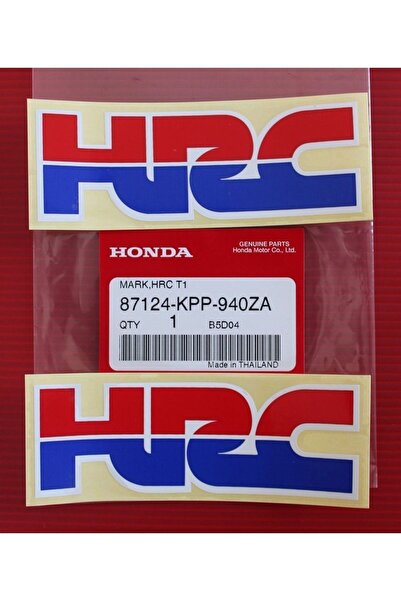 HRC
HONDA
GENUINE PARTS
Honda Motor Co., Ltd.
MARK,HRC T1
87124-KPP-940ZA
QTY 1 B5D04
Made in THAILAND
HRC